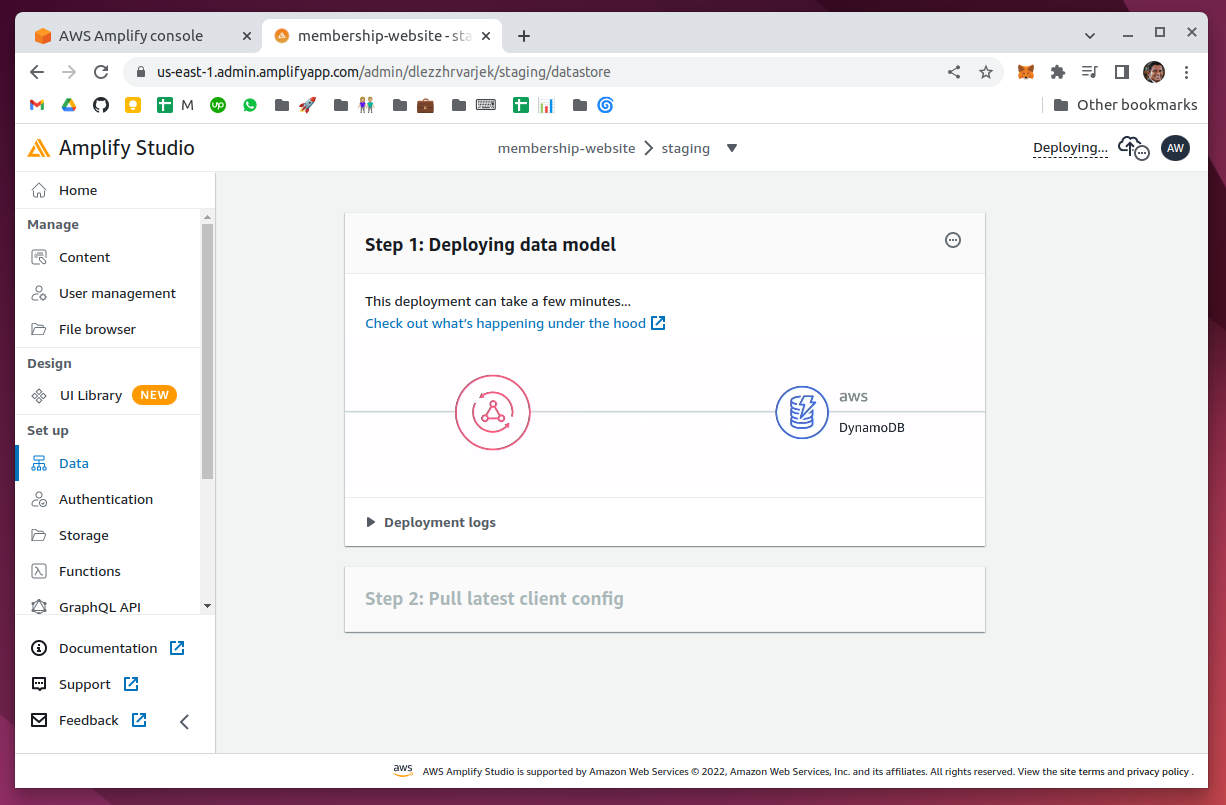 AWS Amplify console
membership-website - sta
us-east-1.admin.amplifyapp.com/admin/dlezzhrvarjek/staging/datastore
M
up
Other bookmarks
Amplify Studio
membership-website
staging
Deploying...
AW
Home
Manage
Content
User management
File browser
Design
UI Library NEW
Set up
Data
Authentication
Storage
Functions
GraphQL API
Documentation
Support
Feedback
Step 1: Deploying data model
This deployment can take a few minutes...
Check out what's happening under the hood
aws
DynamoDB
Deployment logs
Step 2: Pull latest client config
aws AWS Amplify Studio is supported by Amazon Web Services © 2022, Amazon Web Services, Inc. and its affiliates. All rights reserved. View the site terms and privacy policy .